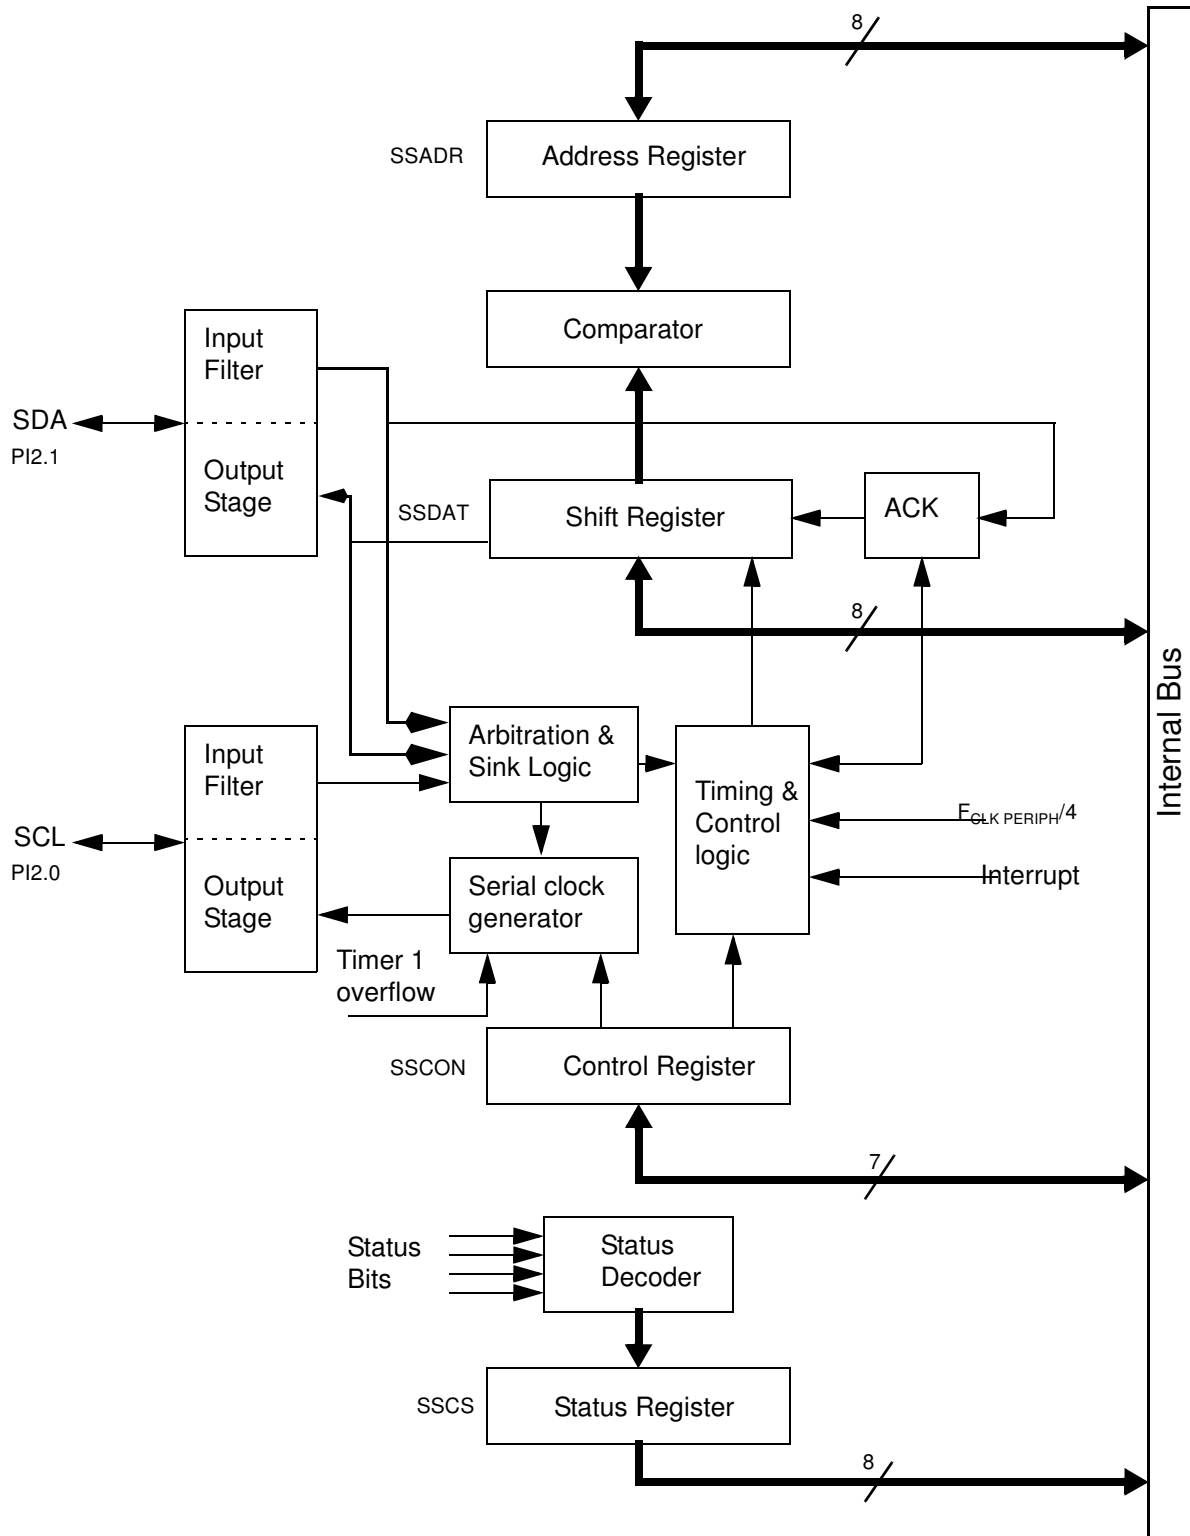 8
SSADR
Address Register
Comparator
Input
Filter
SDA
PI2.1
Output
Stage
SSDAT
Shift Register
ACK
8
Internal Bus
Input
Filter
Arbitration &
Sink Logic
Timing &
Control
logic
FCLK PERIPH/4
SCL
PI2.0
Output
Stage
Serial clock
generator
Interrupt
Timer 1
overflow
SSCON
Control Register
7
Status
Bits
Status
Decoder
SSCS
Status Register
8